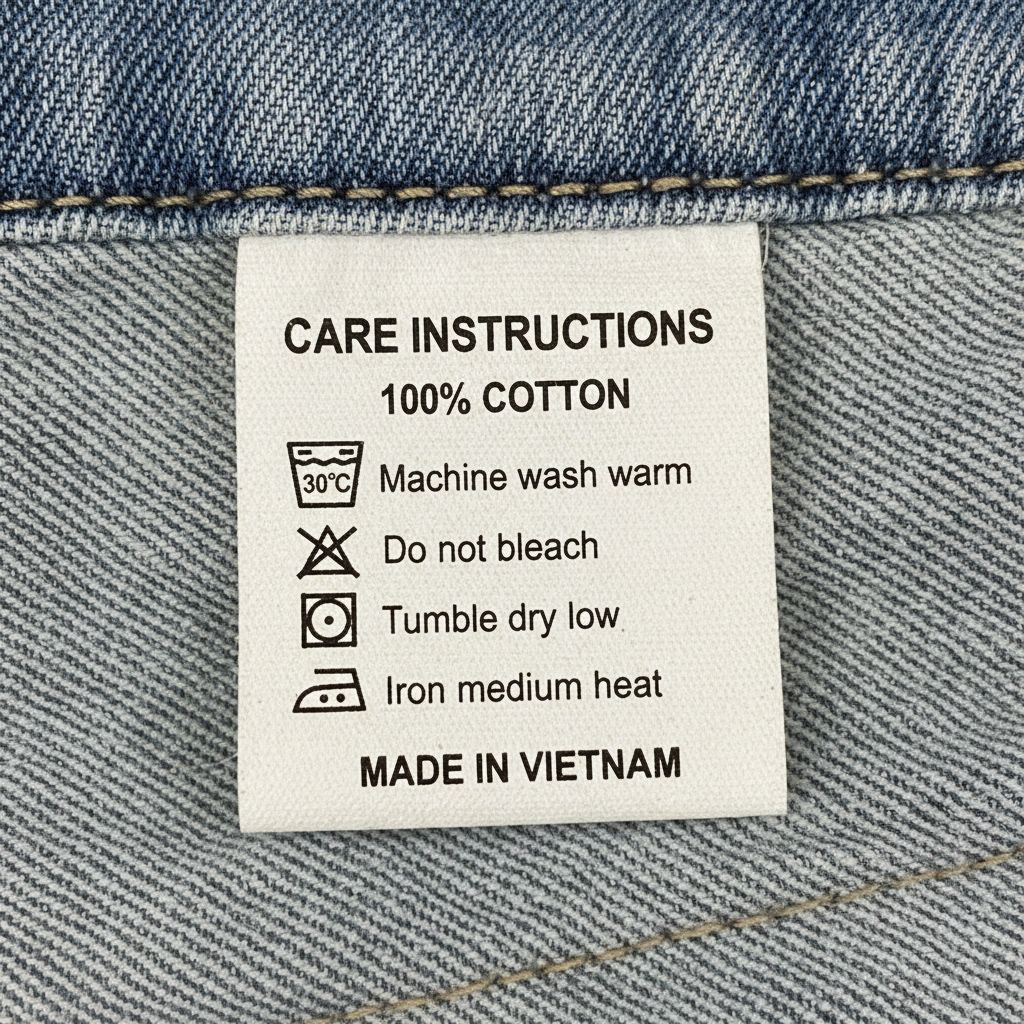 CARE INSTRUCTIONS
100% COTTON
30°C Machine wash warm
Do not bleach
Tumble dry low
Iron medium heat
MADE IN VIETNAM